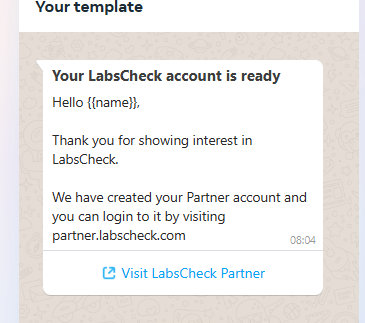 Your template
Your LabsCheck account is ready
Hello {{name}},
Thank you for showing interest in
LabsCheck.
We have created your Partner account and
you can login to it by visiting
partner.labscheck.com
08:04
Visit LabsCheck Partner